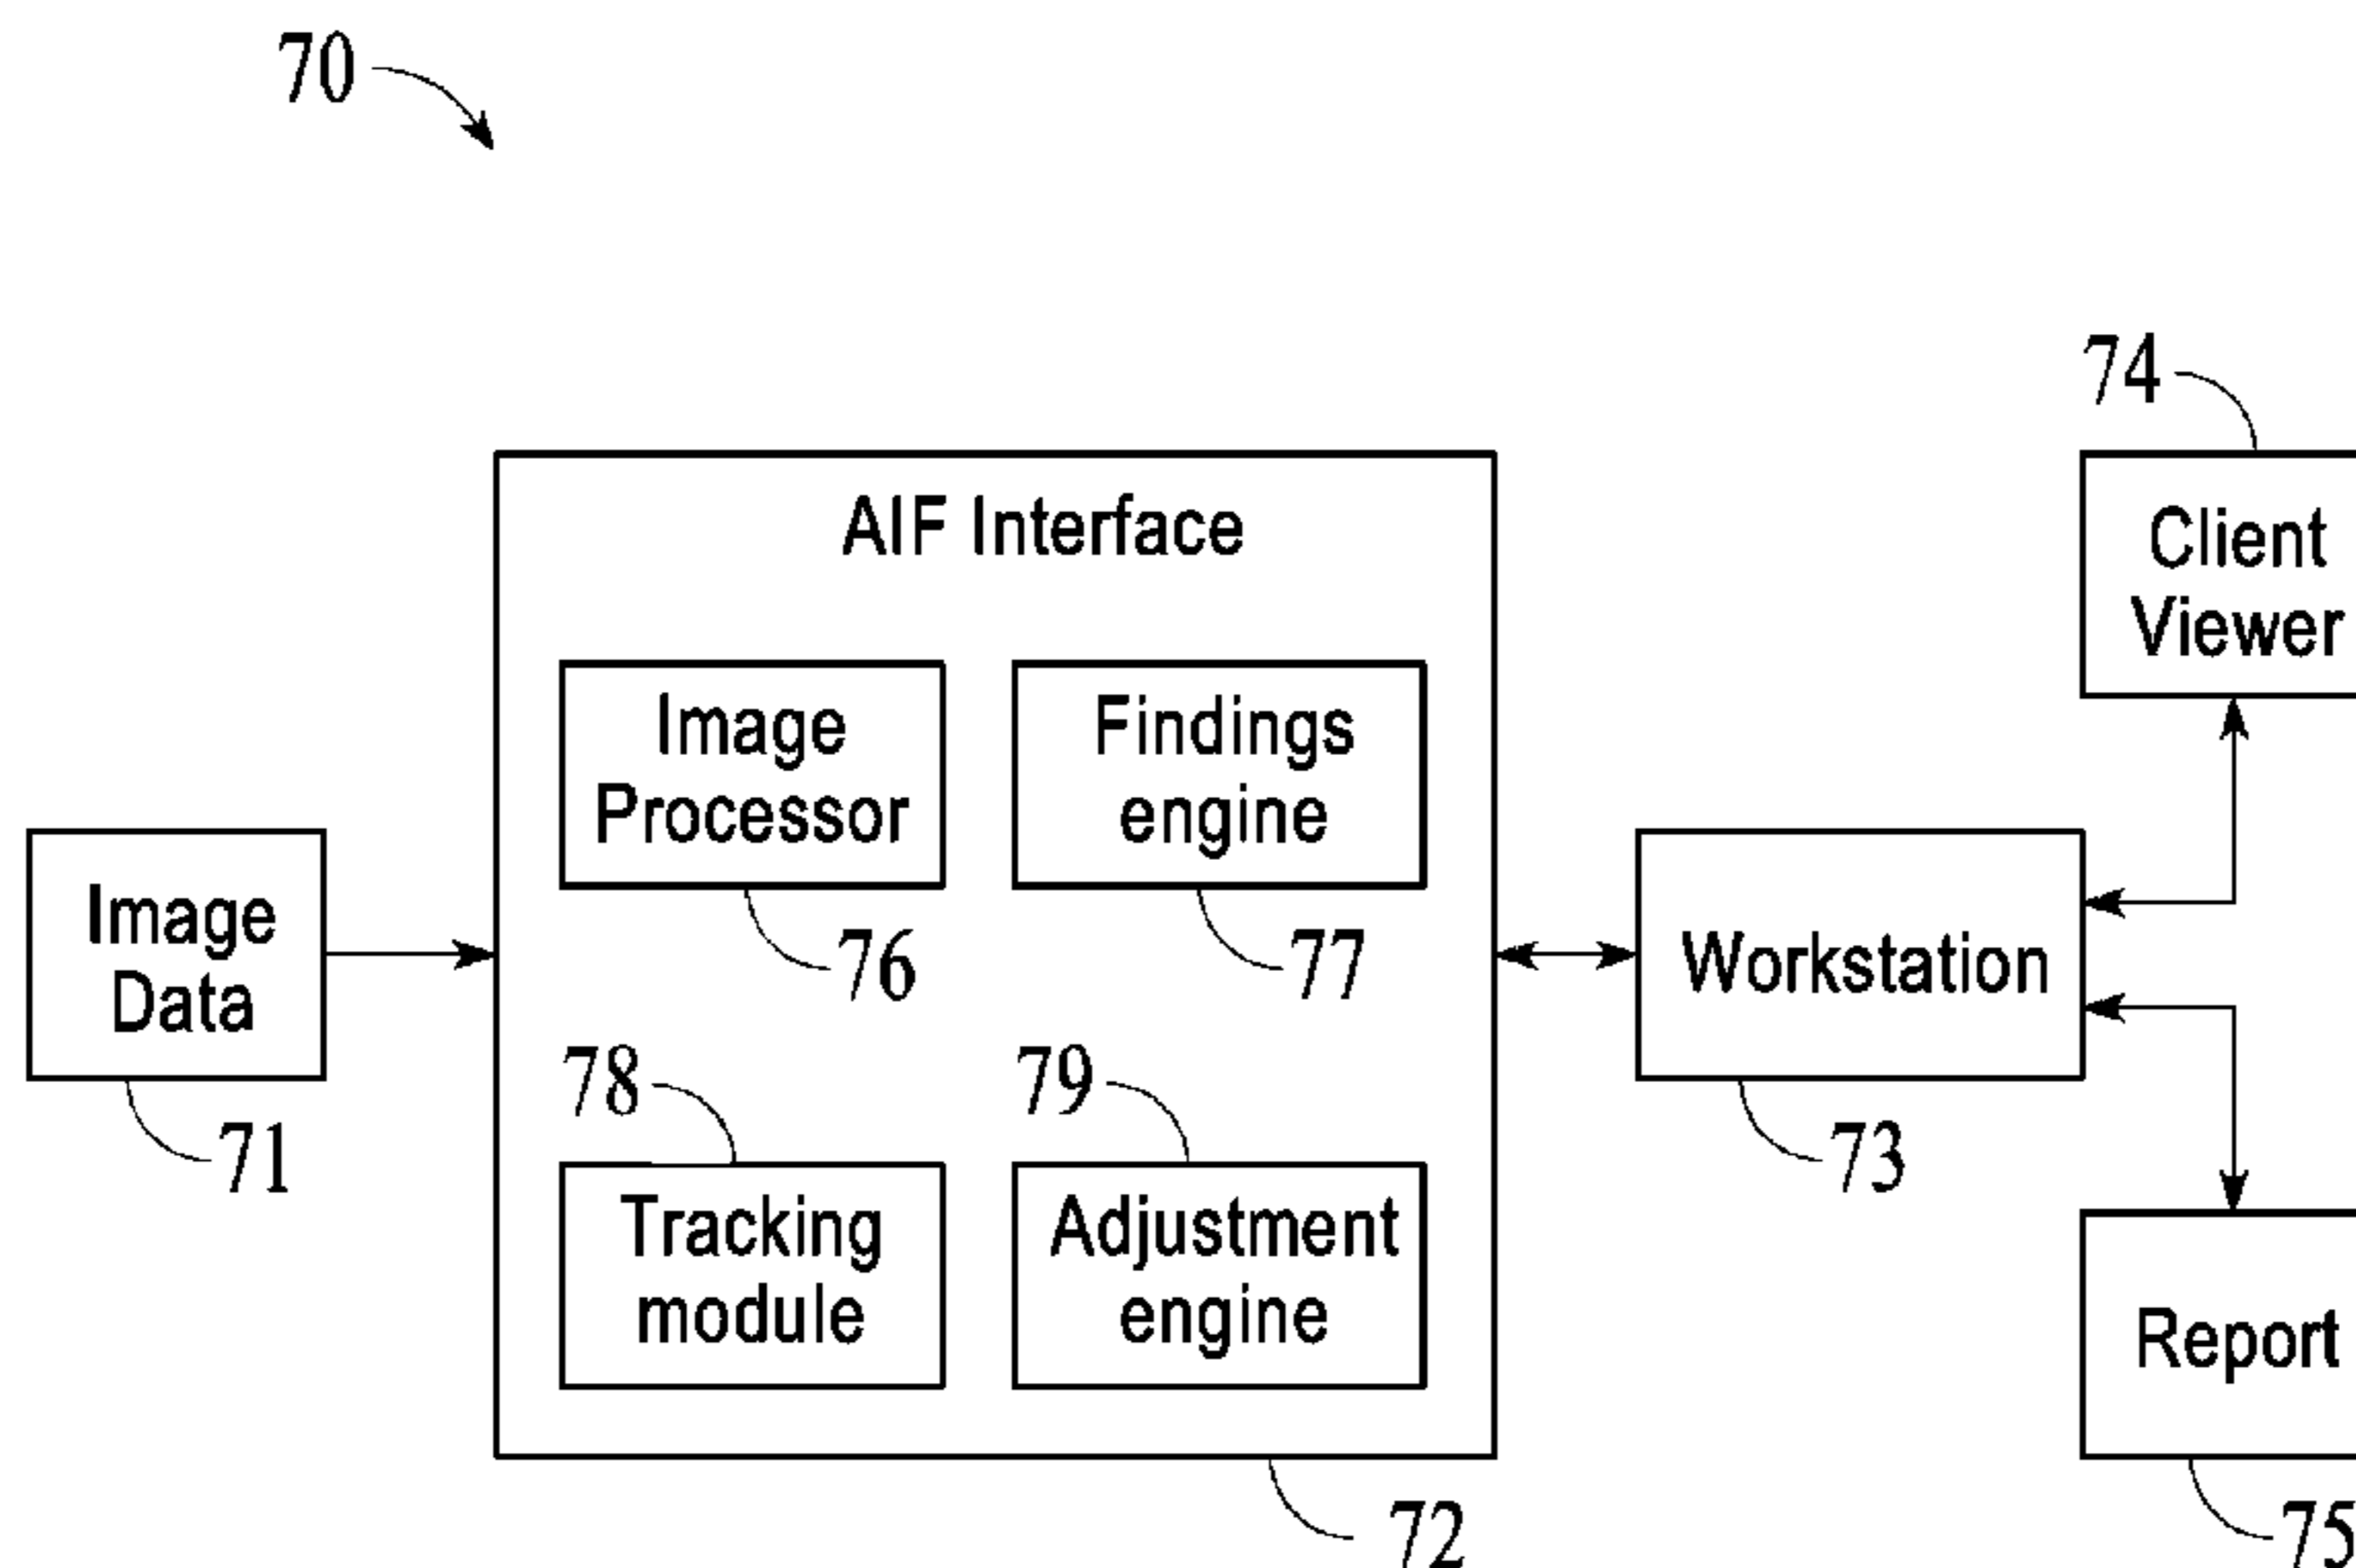 70
74
AIF Interface
Client
Viewer
Image
Processor
Findings
engine
Image
Data
76
77
Workstation
78
79
71
73
Tracking
module
Adjustment
engine
Report
72
75